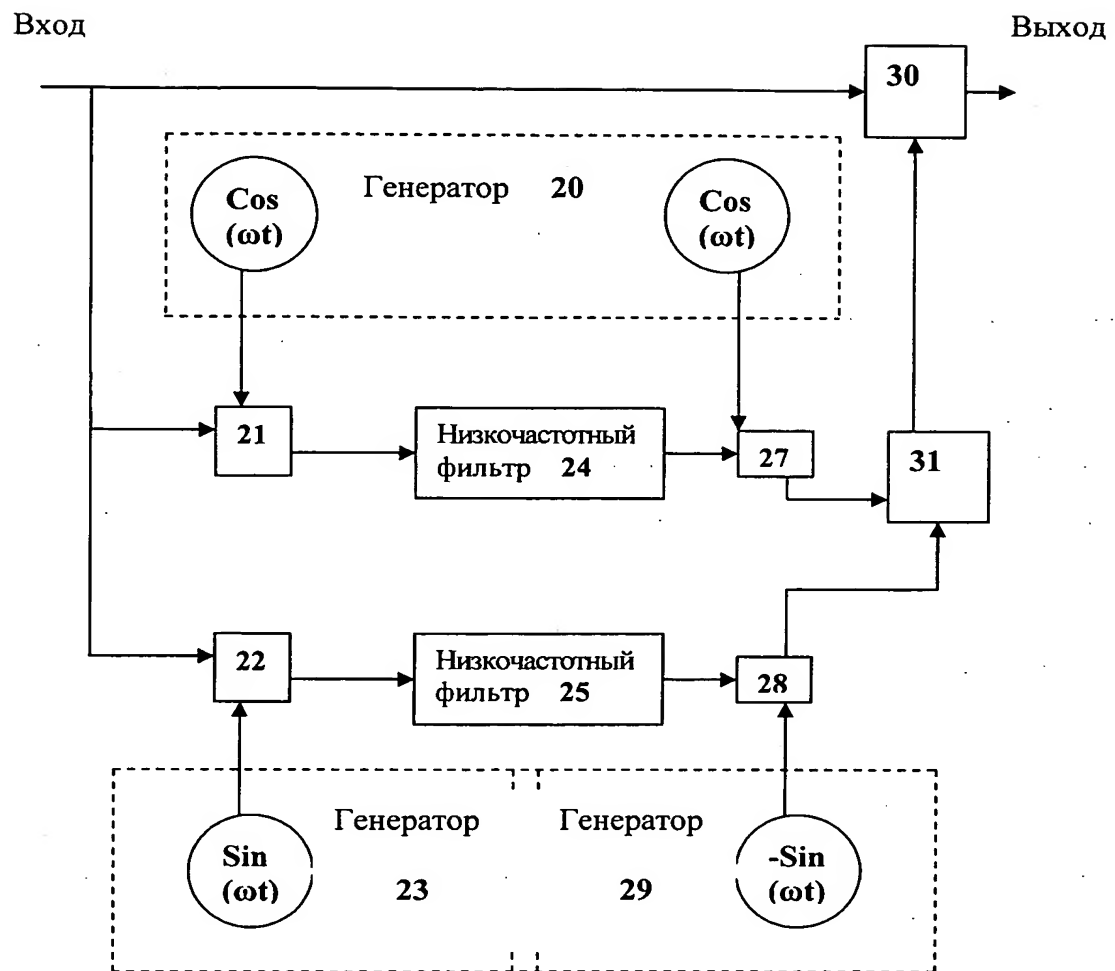 Вход
Выход
30
Cos
(ωt)
Генератор 20
Cos
(ωt)
21
Низкочастотный
фильтр 24
27
31
22
Низкочастотный
фильтр 25
28
Sin
(ωt)
Генератор
23
Генератор
29
-Sin
(ωt)